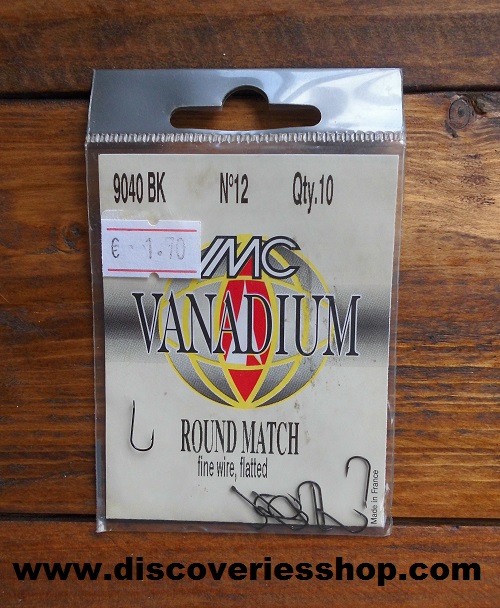 9040 BK N°12 Qty.10
€ 1.70
VMC
VANADIUM
ROUND MATCH
fine wire, flatted
Made in France
www.discoveriesshop.com